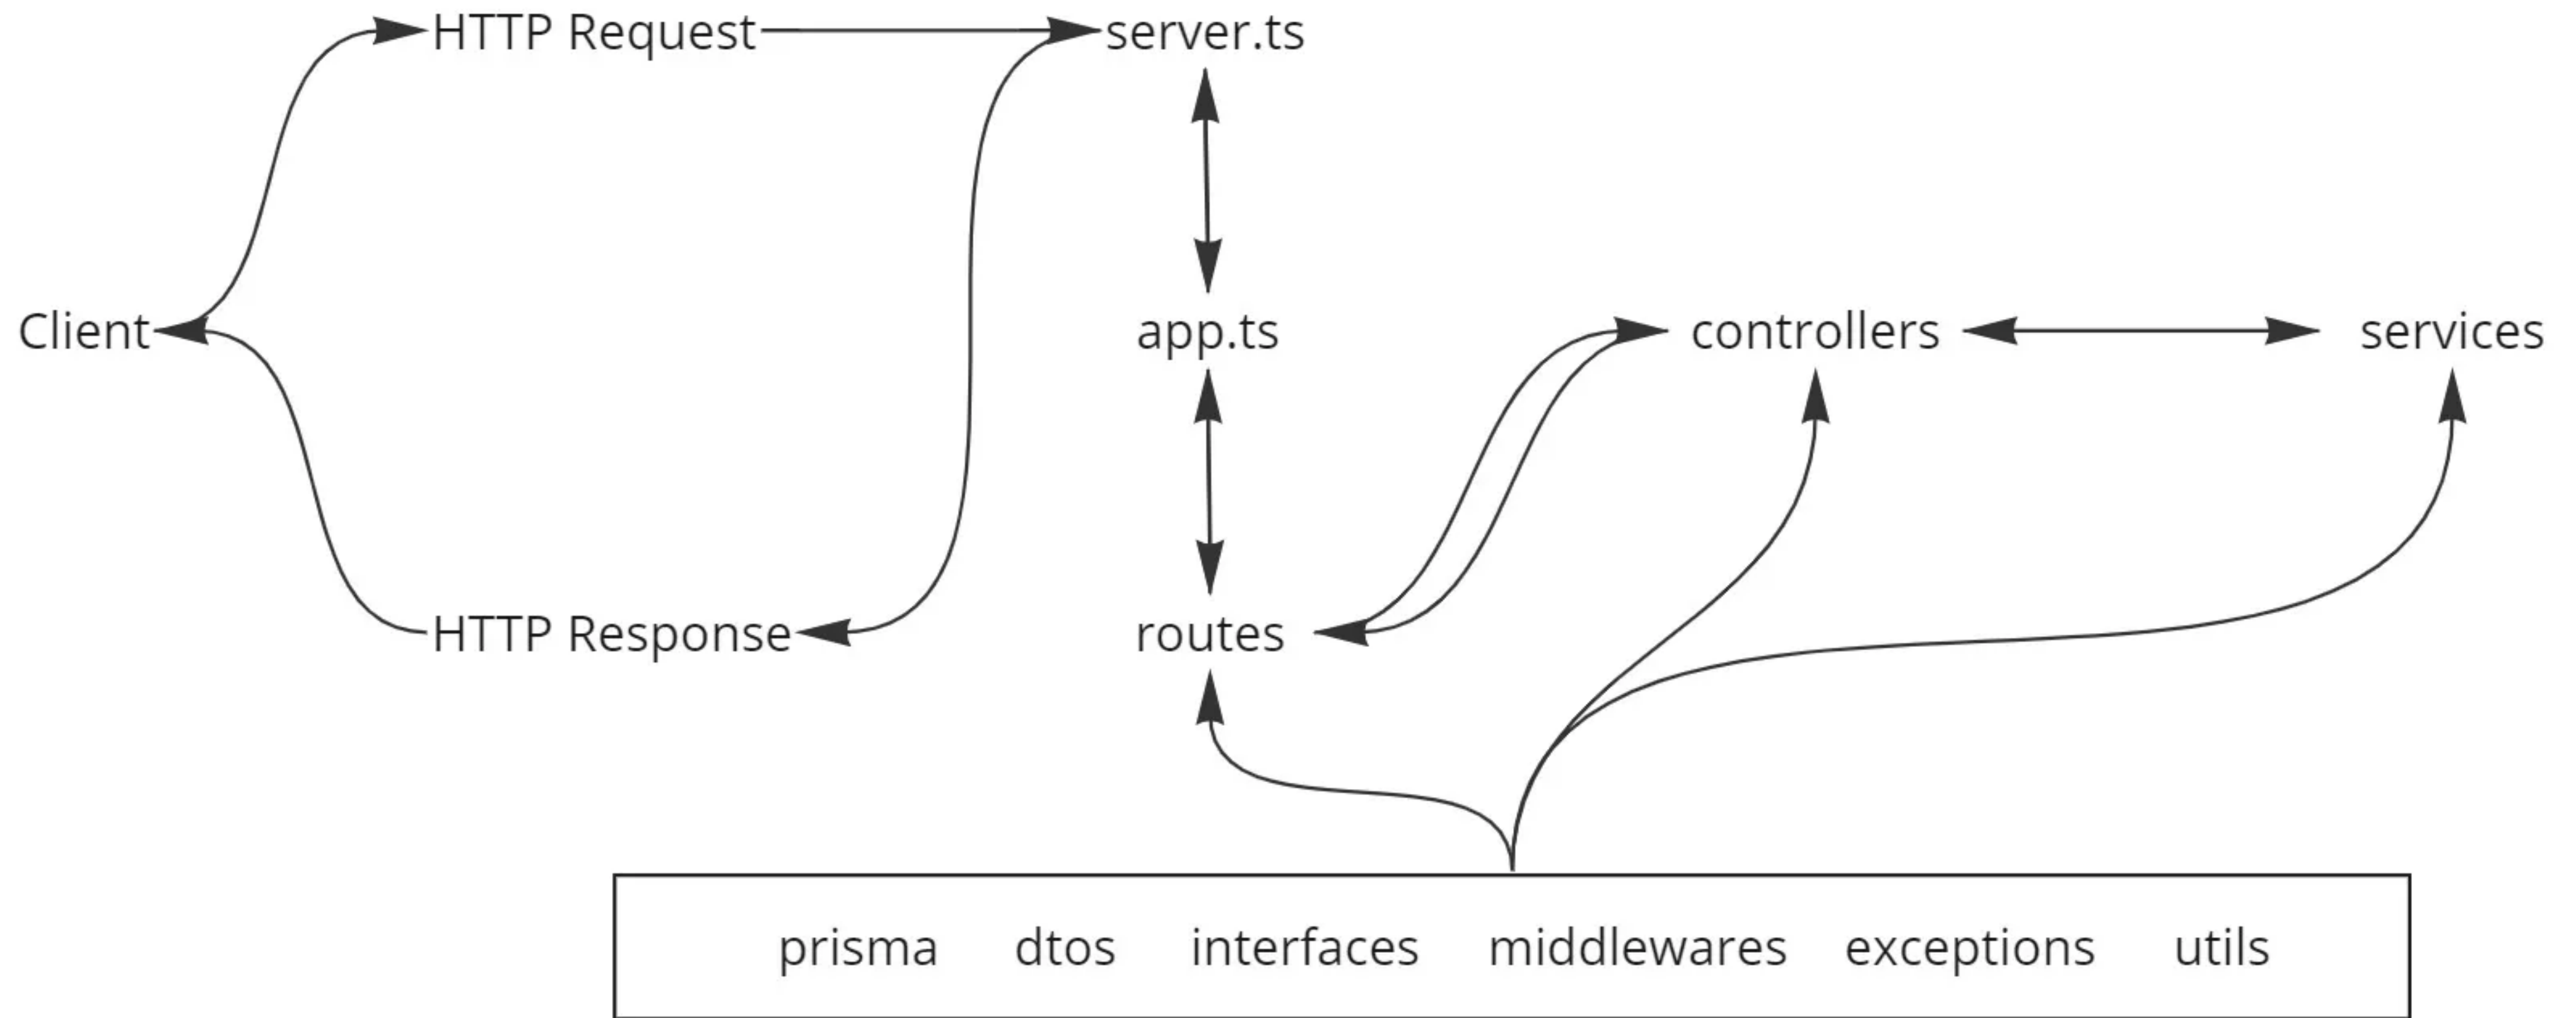 HTTP Request
server.ts
Client
app.ts
controllers
services
HTTP Response
routes
prisma dtos interfaces middlewares exceptions utils